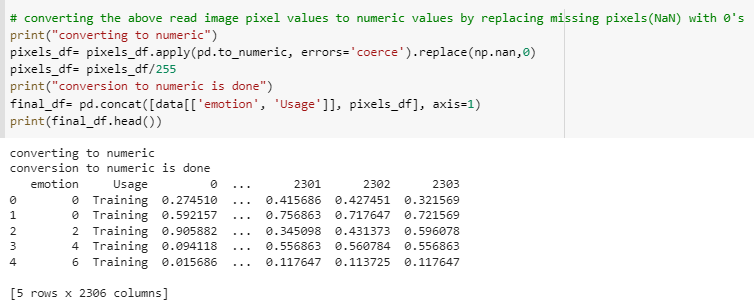 # converting the above read image pixel values to numeric values by replacing missing pixels(NaN) with 0's
print("converting to numeric")
pixels_df= pixels_df.apply(pd.to_numeric, errors='coerce').replace(np.nan,0)
pixels_df= pixels_df/255
print("conversion to numeric is done")
final_df= pd.concat([data[['emotion', 'Usage']], pixels_df], axis=1)
print(final_df.head())
converting to numeric
conversion to numeric is done
emotion Usage 0 ... 2301 2302 2303
0 0 Training 0.274510 ... 0.415686 0.427451 0.321569
1 0 Training 0.592157 ... 0.756863 0.717647 0.721569
2 2 Training 0.905882 ... 0.345098 0.431373 0.596078
3 4 Training 0.094118 ... 0.556863 0.560784 0.556863
4 6 Training 0.015686 ... 0.117647 0.113725 0.117647
[5 rows x 2306 columns]